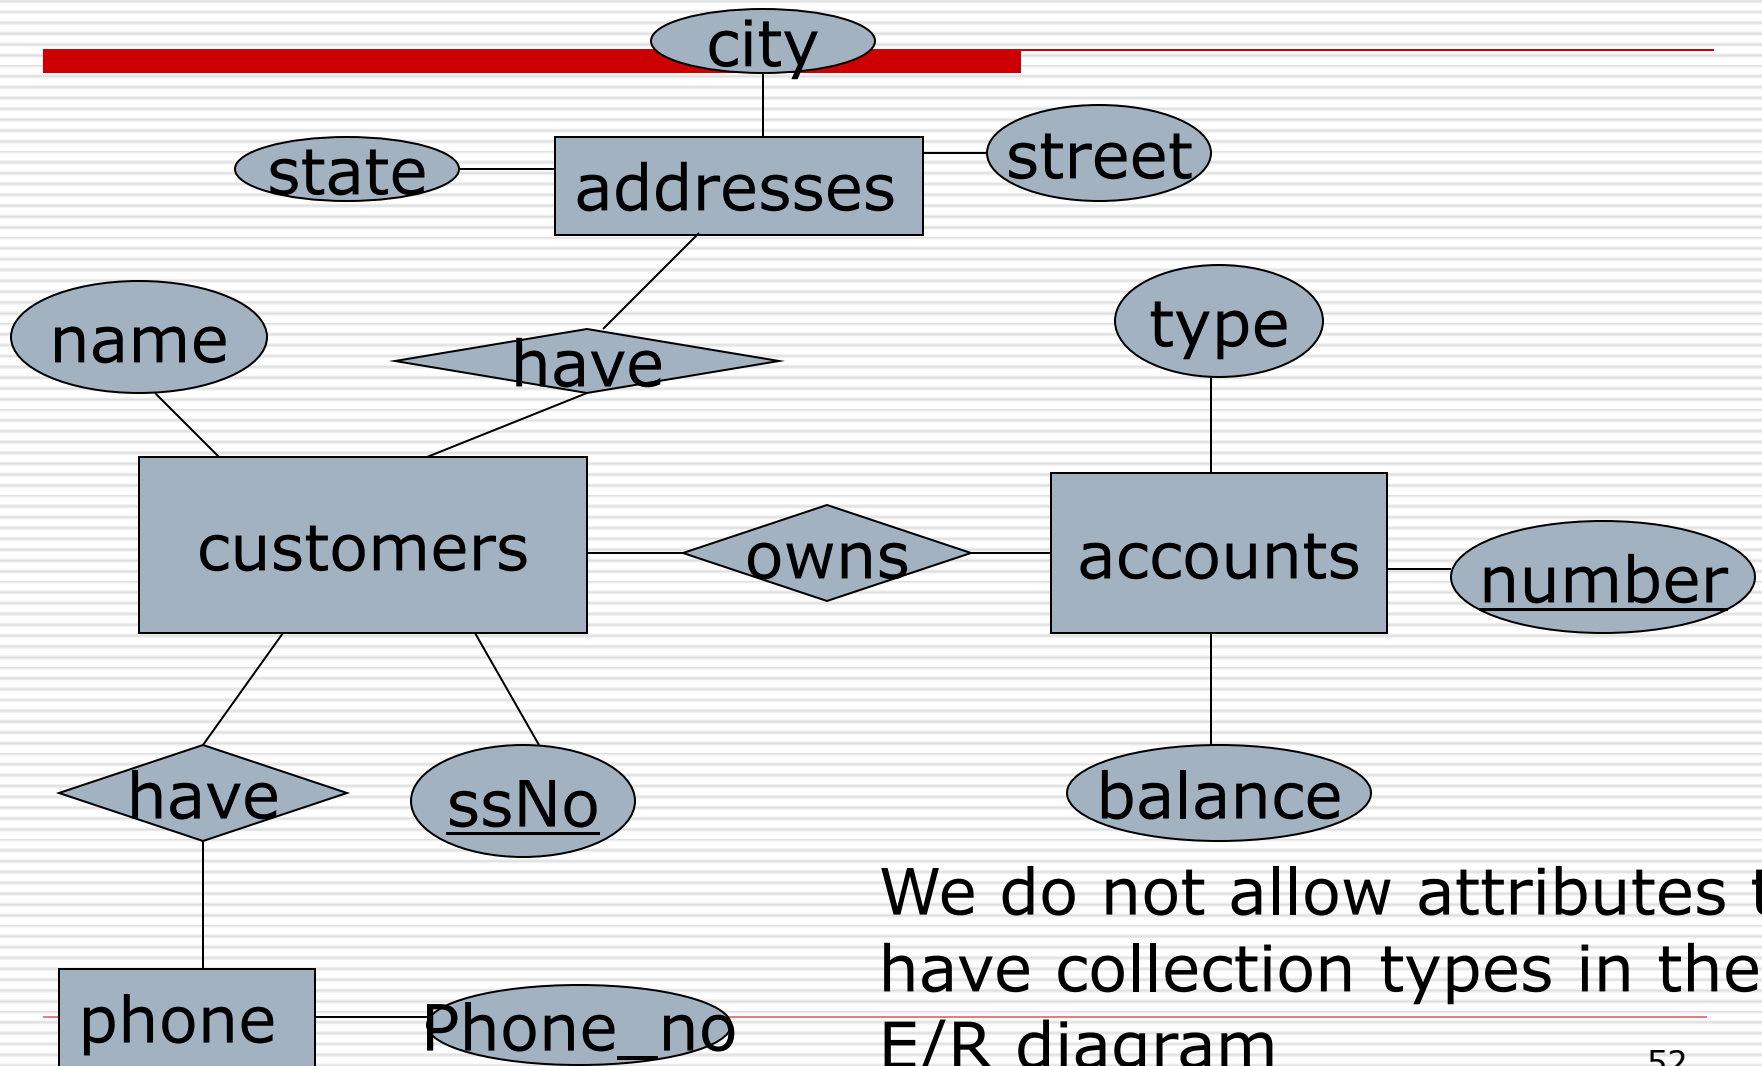 city
state
addresses
street
name
have
type
customers
owns
accounts
number
have
ssNo
balance
We do not allow attributes
have collection types in the
phone
Phone_no
E/R diagram
52